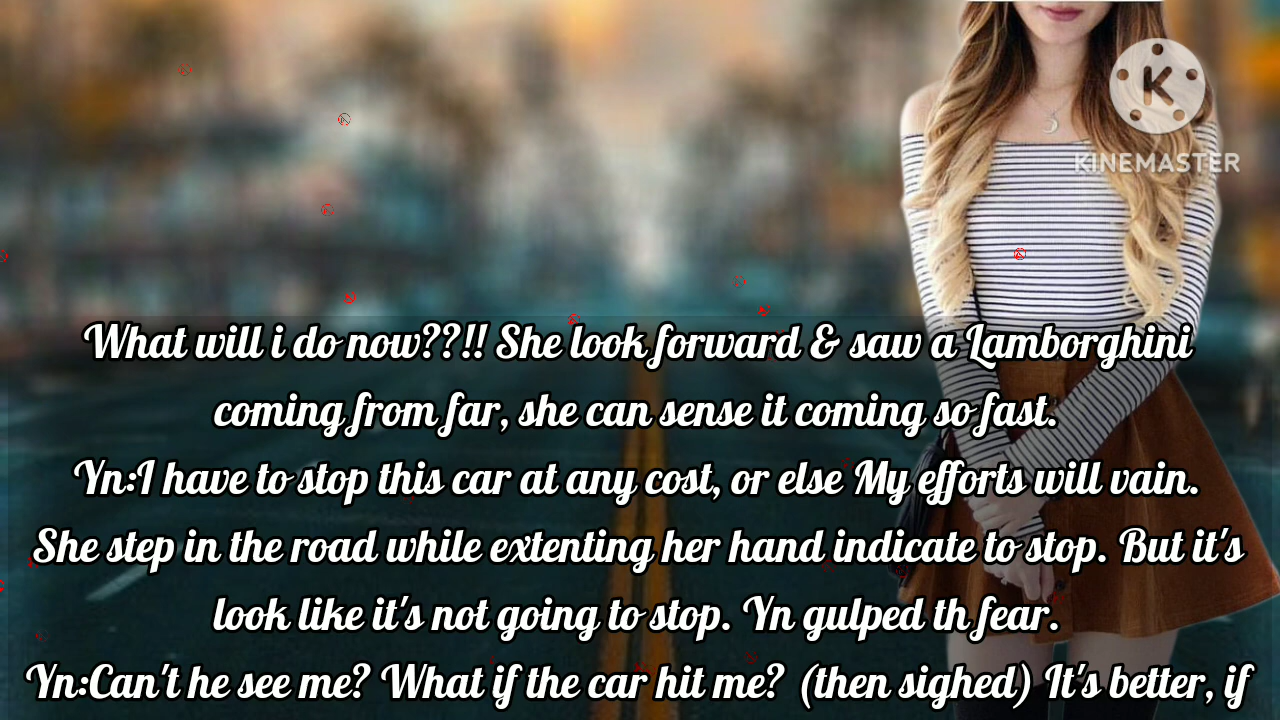 K
KINEMASTER
What will i do now??!! She look forward & saw a Lamborghini
coming from far, she can sense it coming so fast.
Yn:I have to stop this car at any cost, or else My efforts will vain.
She step in the road while extenting her hand indicate to stop. But it's
look like it's not going to stop. Yn gulped th fear.
Yn:Can't he see me? What if the car hit me? (then sighed) It's better, if